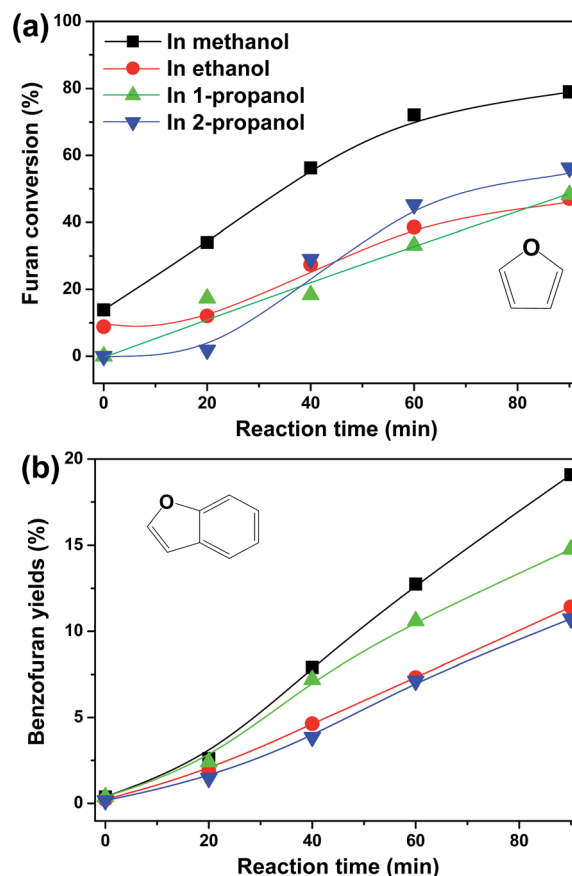 (a)
100
80
60
40
20
0
Furan conversion (%)
In methanol
In ethanol
In 1-propanol
In 2-propanol
O
0 20 40 60 80
Reaction time (min)
(b)
20
15
10
5
0
Benzofuran yields (%)
O
0 20 40 60 80
Reaction time (min)